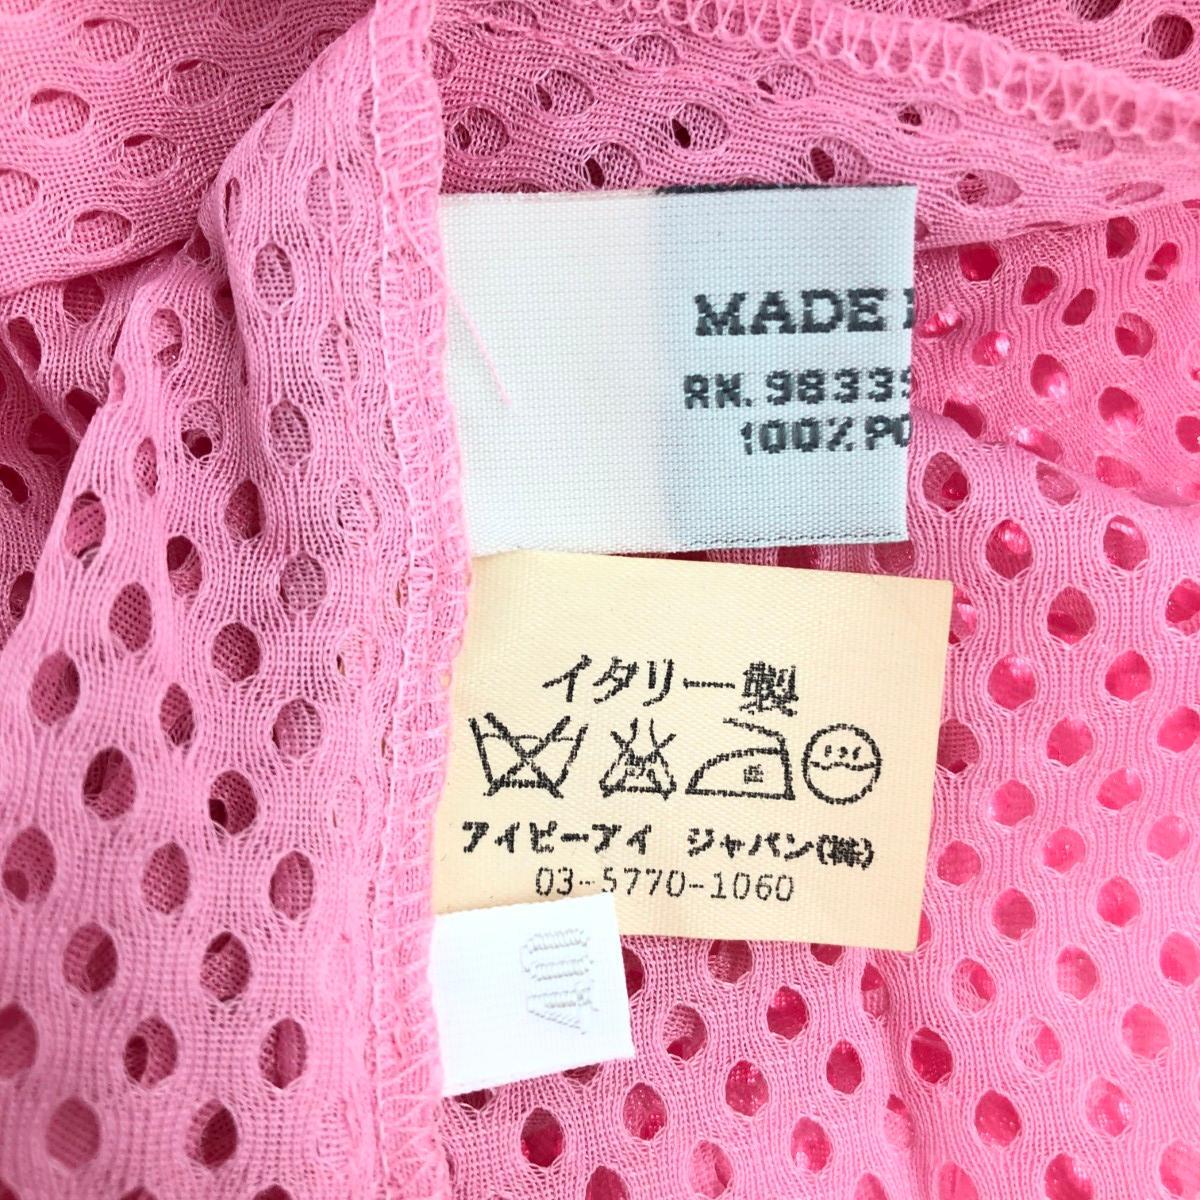 MADE
RN. 98339
100% PO
イタリー製
アイピーアイ ジャパン(株)
03-5770-1060